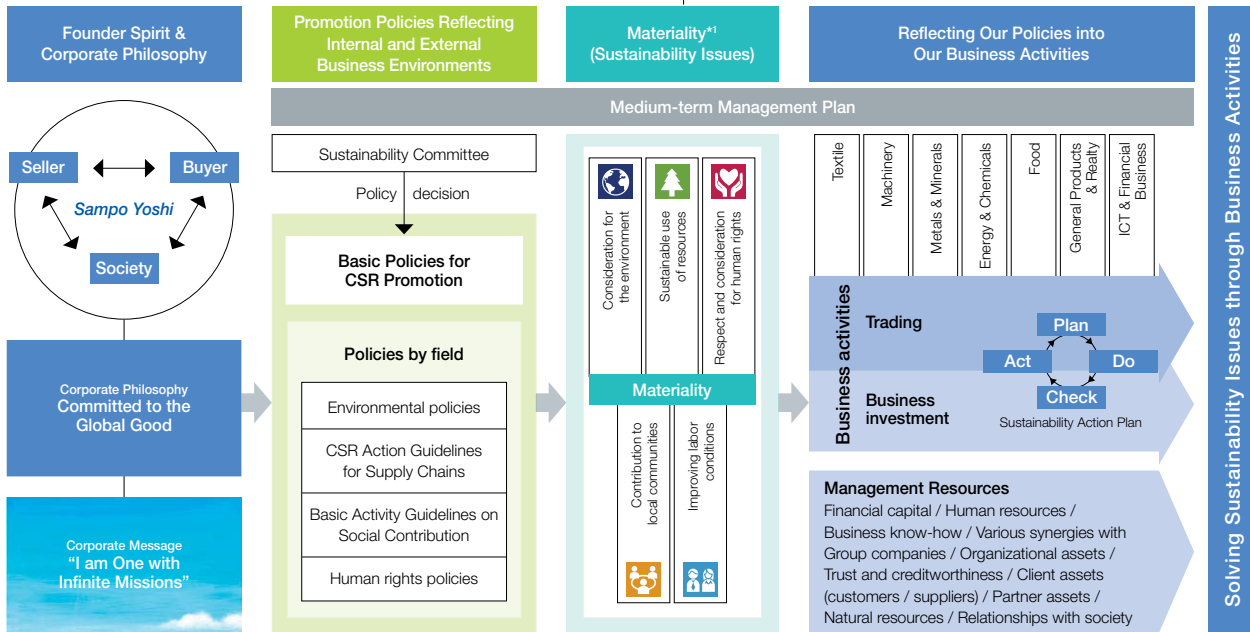 Founder Spirit &
Corporate Philosophy
Promotion Policies Reflecting
Internal and External
Business Environments
Materiality*1
(Sustainability Issues)
Reflecting Our Policies into
Our Business Activities
Solving Sustainability Issues through Business Activities
Medium-term Management Plan
Seller
Buyer
Sampo Yoshi
Society
Corporate Philosophy
Committed to the
Global Good
Corporate Message
“I am One with
Infinite Missions”
Sustainability Committee
Policy decision
Basic Policies for
CSR Promotion
Policies by field
Environmental policies
CSR Action Guidelines
for Supply Chains
Basic Activity Guidelines on
Social Contribution
Human rights policies
Consideration for
the environment
Sustainable use
of resources
Respect and consideration
for human rights
Materiality
Contribution to
local communities
Improving labor
conditions
Textile
Machinery
Metals & Minerals
Energy & Chemicals
Food
General Products
& Realty
ICT & Financial
Business
Business activities
Trading
Business
investment
Plan
Do
Check
Act
Sustainability Action Plan
Management Resources
Financial capital / Human resources /
Business know-how / Various synergies with
Group companies / Organizational assets /
Trust and creditworthiness / Client assets
(customers / suppliers) / Partner assets /
Natural resources / Relationships with society